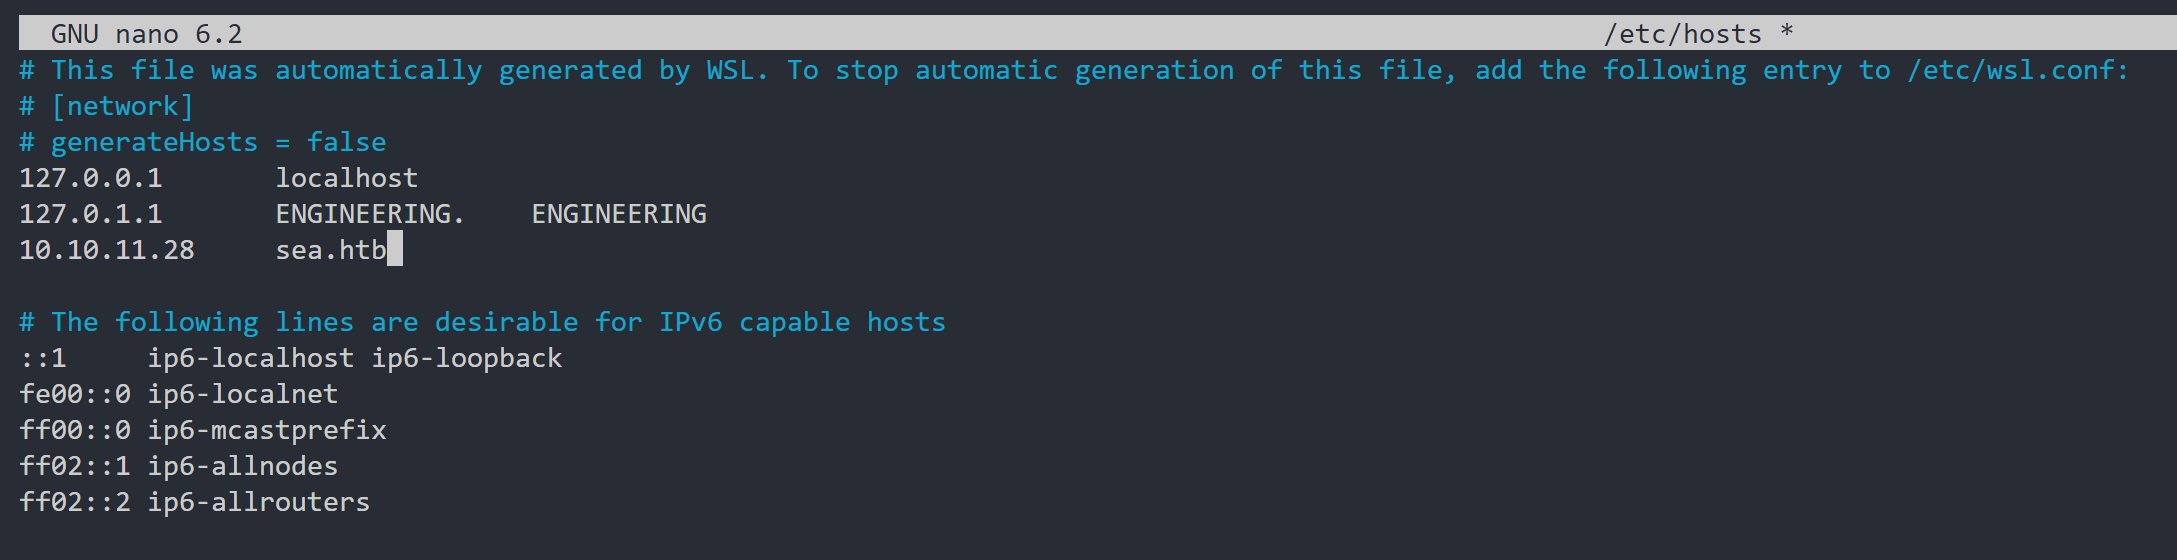 GNU nano 6.2 /etc/hosts *
# This file was automatically generated by WSL. To stop automatic generation of this file, add the following entry to /etc/wsl.conf:
# [network]
# generateHosts = false
127.0.0.1 localhost
127.0.1.1 ENGINEERING. ENGINEERING
10.10.11.28 sea.htb
# The following lines are desirable for IPv6 capable hosts
::1 ip6-localhost ip6-loopback
fe00::0 ip6-localnet
ff00::0 ip6-mcastprefix
ff02::1 ip6-allnodes
ff02::2 ip6-allrouters